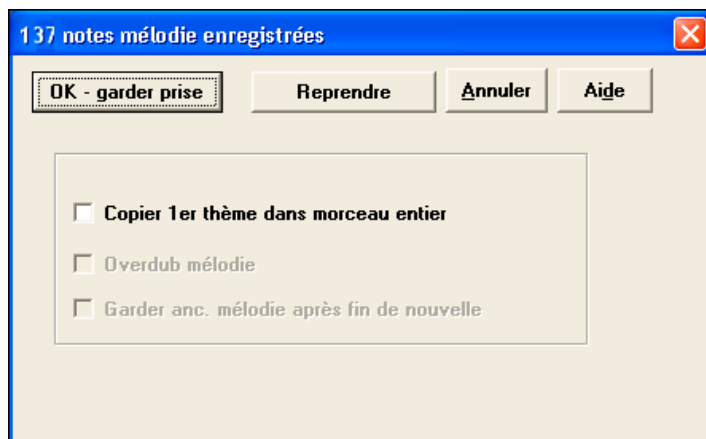 137 notes mélodie enregistrées
OK - garder prise Reprendre Annuler Aide
Copier 1er thème dans morceau entier
Overdub mélodie
Garder anc. mélodie après fin de nouvelle